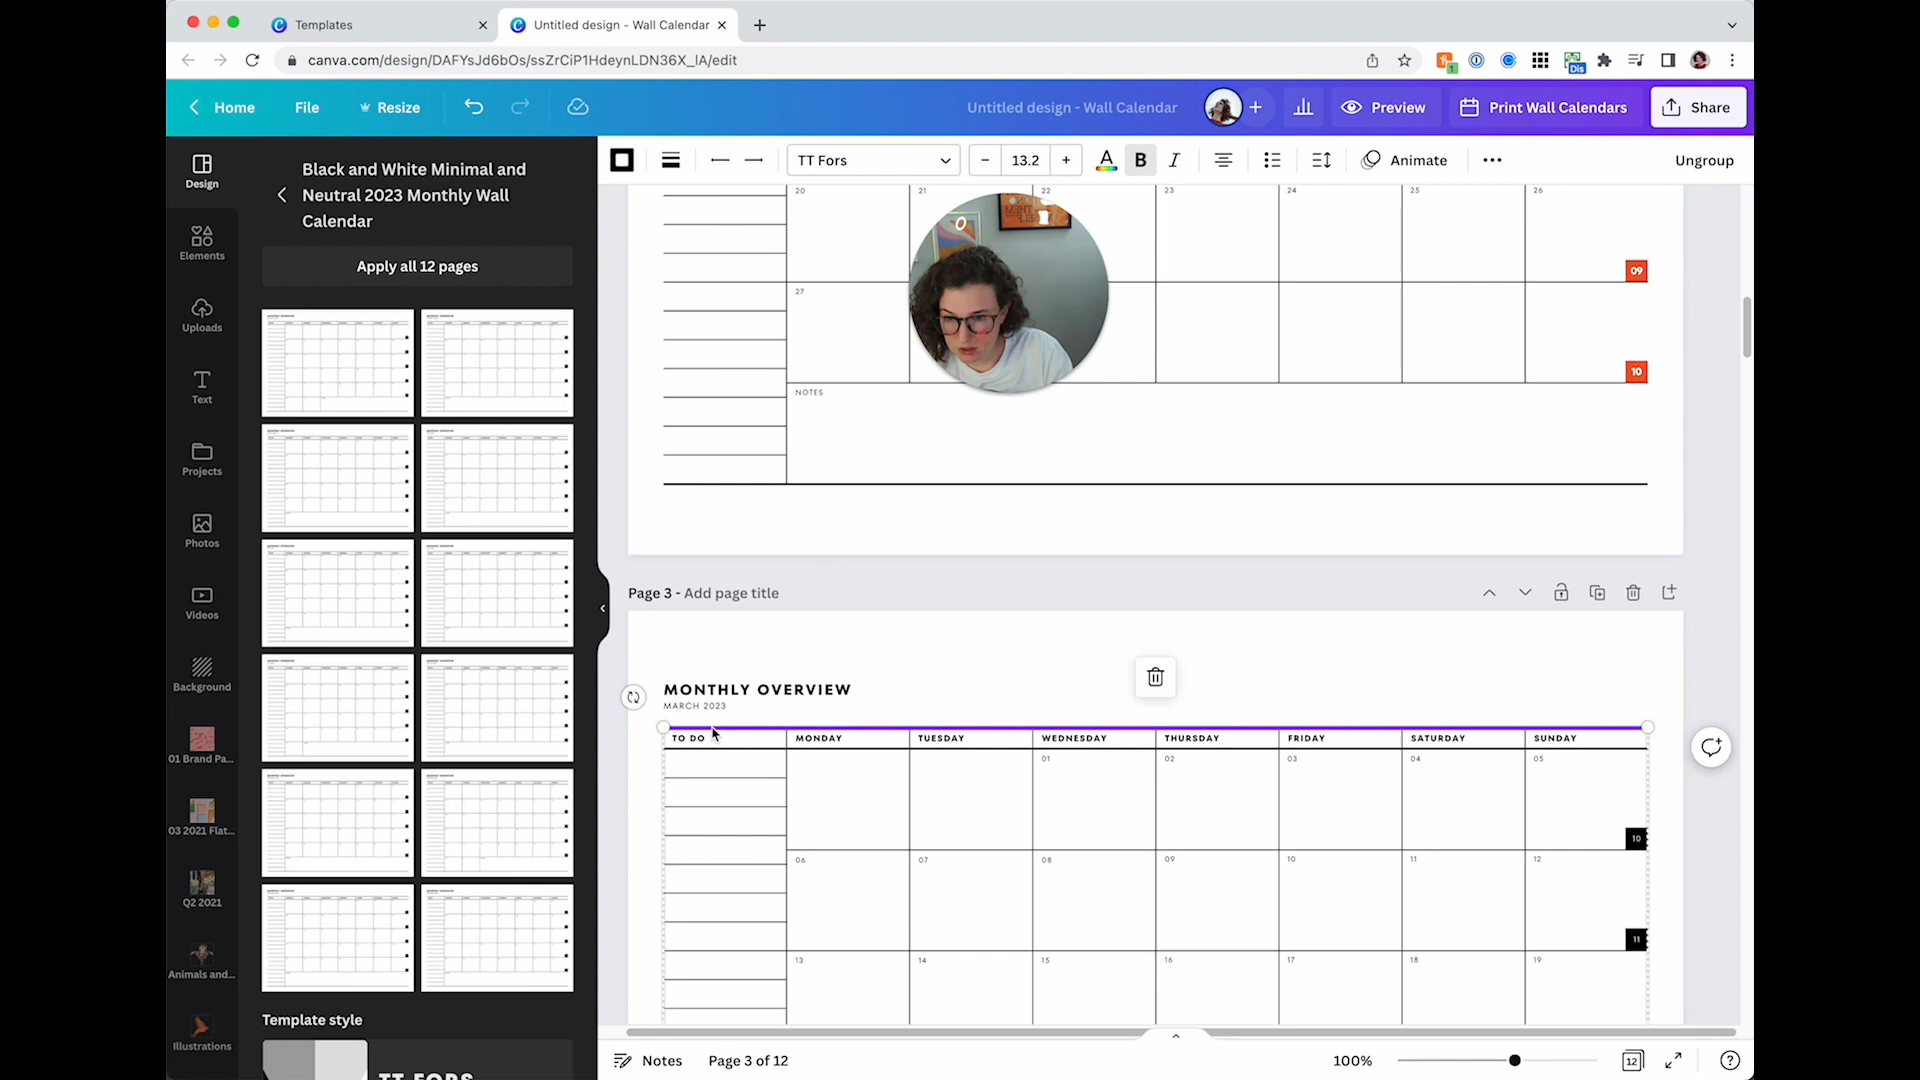 Templates
Untitled design - Wall Calendar
canva.com/design/DAFYsJd6bOs/ssZrCiP1HdeynLDN36X_lA/edit
1
Dis
Home
File
Resize
Untitled design - Wall Calendar
Preview
Print Wall Calendars
Share
TT Fors
13.2
A
B
I
Animate
Ungroup
Design
Elements
Uploads
Text
Projects
Photos
Videos
Background
01 Brand Pa...
03 2021 Flat...
Q2 2021
Animals and...
Illustrations
Black and White Minimal and
Neutral 2023 Monthly Wall
Calendar
Apply all 12 pages
Template style
TT FORS
20
21
22
23
24
25
26
09
27
10
NOTES
Page 3 - Add page title
MONTHLY OVERVIEW
MARCH 2023
TO DO
MONDAY
TUESDAY
WEDNESDAY
THURSDAY
FRIDAY
SATURDAY
SUNDAY
01
02
03
04
05
10
06
07
08
09
10
11
12
11
13
14
15
16
17
18
19
Notes
Page 3 of 12
100%
12